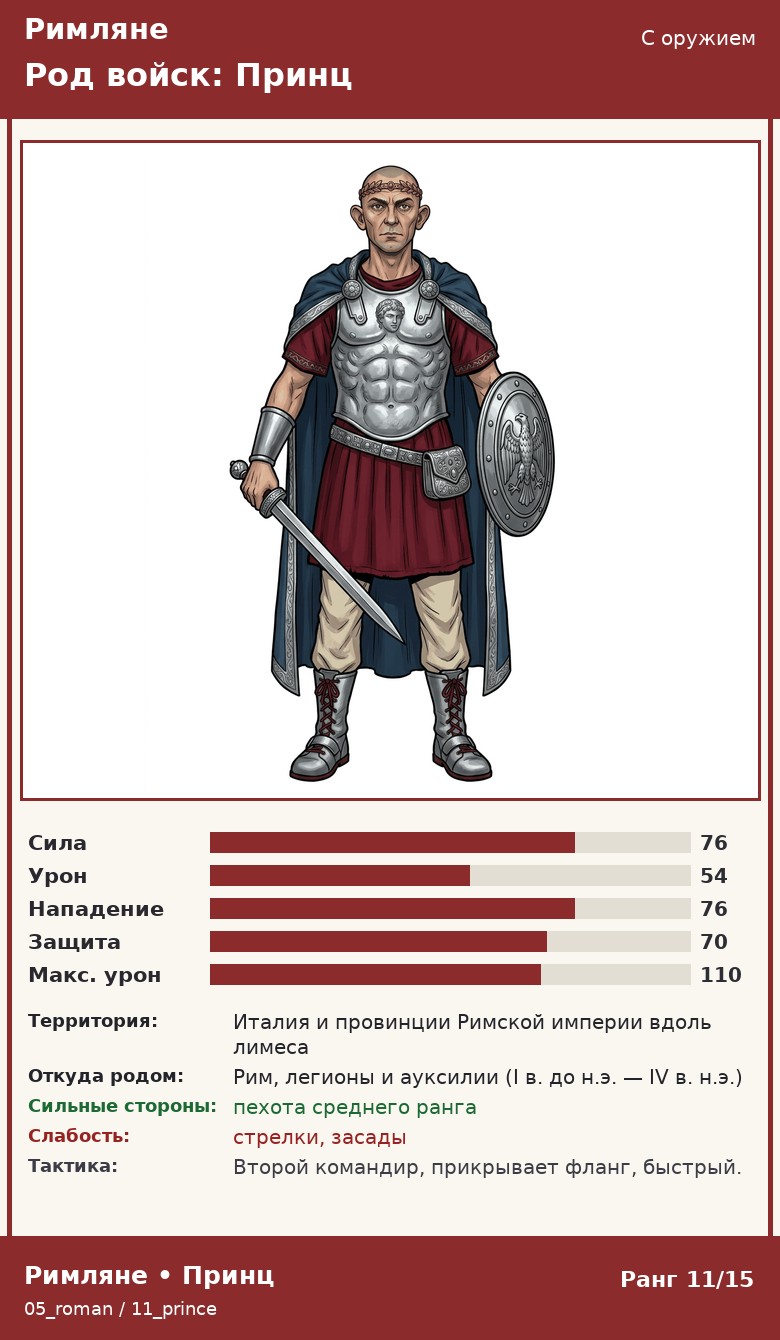 Римляне
С оружием
Род войск: Принц
Сила 76
Урон 54
Нападение 76
Защита 70
Макс. урон 110
Территория: Италия и провинции Римской империи вдоль
лимеса
Откуда родом: Рим, легионы и ауксилии (I в. до н.э. — IV в. н.э.)
Сильные стороны: пехота среднего ранга
Слабость: стрелки, засады
Тактика: Второй командир, прикрывает фланг, быстрый.
Римляне • Принц
Ранг 11/15
05_roman / 11_prince